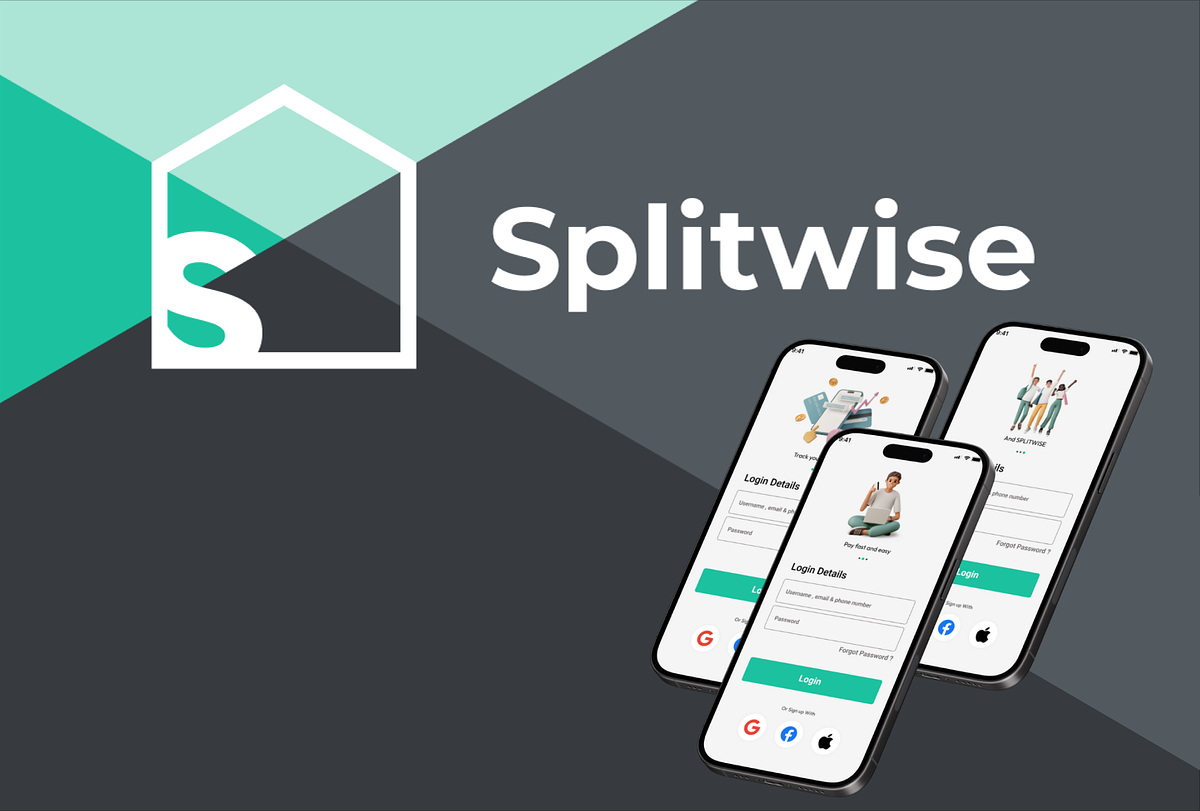 S
Splitwise
9:41
Track you
Login Details
Username , email & ph
Password
Lo
Or Sig
G
9:41
Pay fast and easy
Login Details
Username , email & phone number
Password
Forgot Password ?
Login
Or Sign up With
G
9:41
And SPLITWISE
ils
phone number
Forgot Password ?
Login
Sign up With